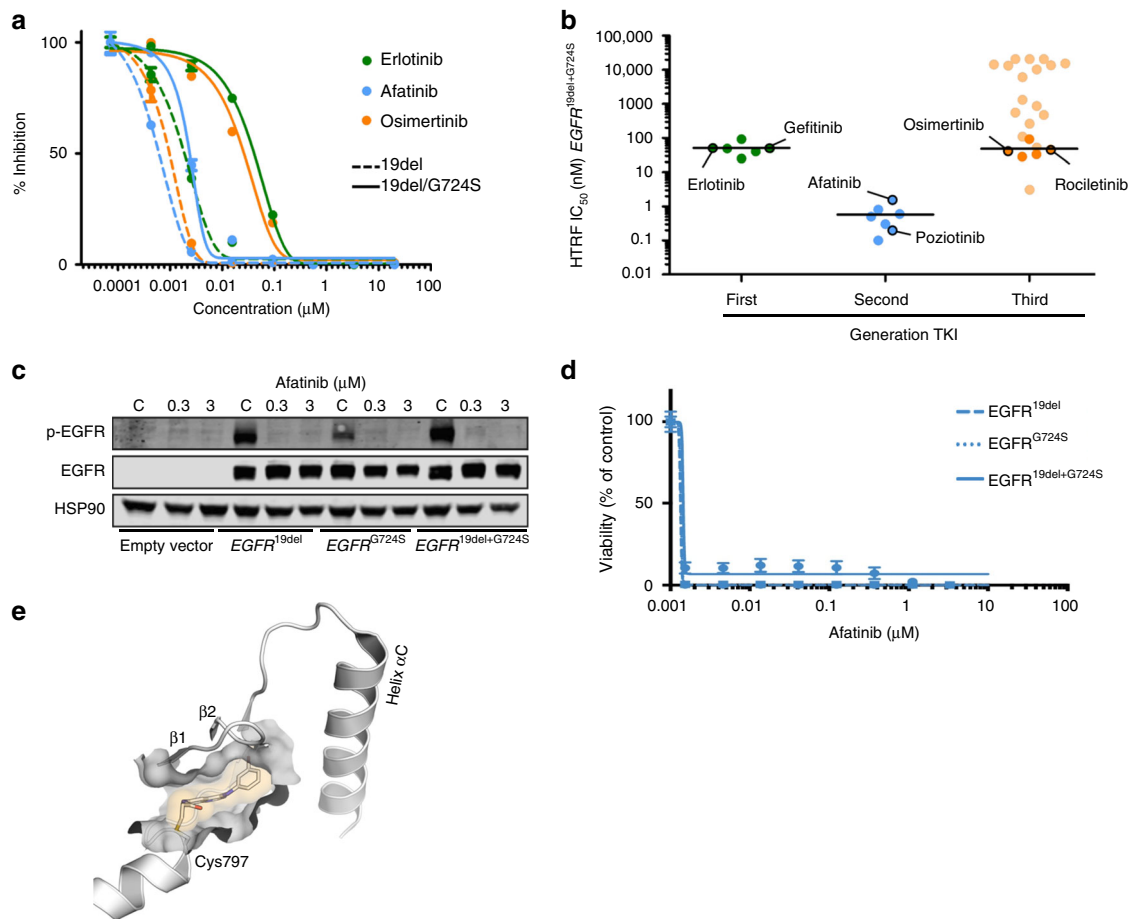 a
% Inhibition
100
50
0
0.0001 0.001 0.01 0.1 1 10 100
Concentration (μM)
Erlotinib
Afatinib
Osimertinib
19del
19del/G724S
b
HTRF IC50 (nM) EGFR19del+G724S
100,000
10,000
1000
100
10
1
0.1
0.01
Erlotinib
Gefitinib
Afatinib
Poziotinib
Osimertinib
Rociletinib
First Second Third
Generation TKI
c
Afatinib (μM)
C 0.3 3 C 0.3 3 C 0.3 3 C 0.3 3
p-EGFR
EGFR
HSP90
Empty vector EGFR19del EGFRG724S EGFR19del+G724S
d
Viability (% of control)
100
50
0
0.001 0.01 0.1 1 10 100
Afatinib (μM)
EGFR19del
EGFRG724S
EGFR19del+G724S
e
β1
β2
Helix αC
Cys797